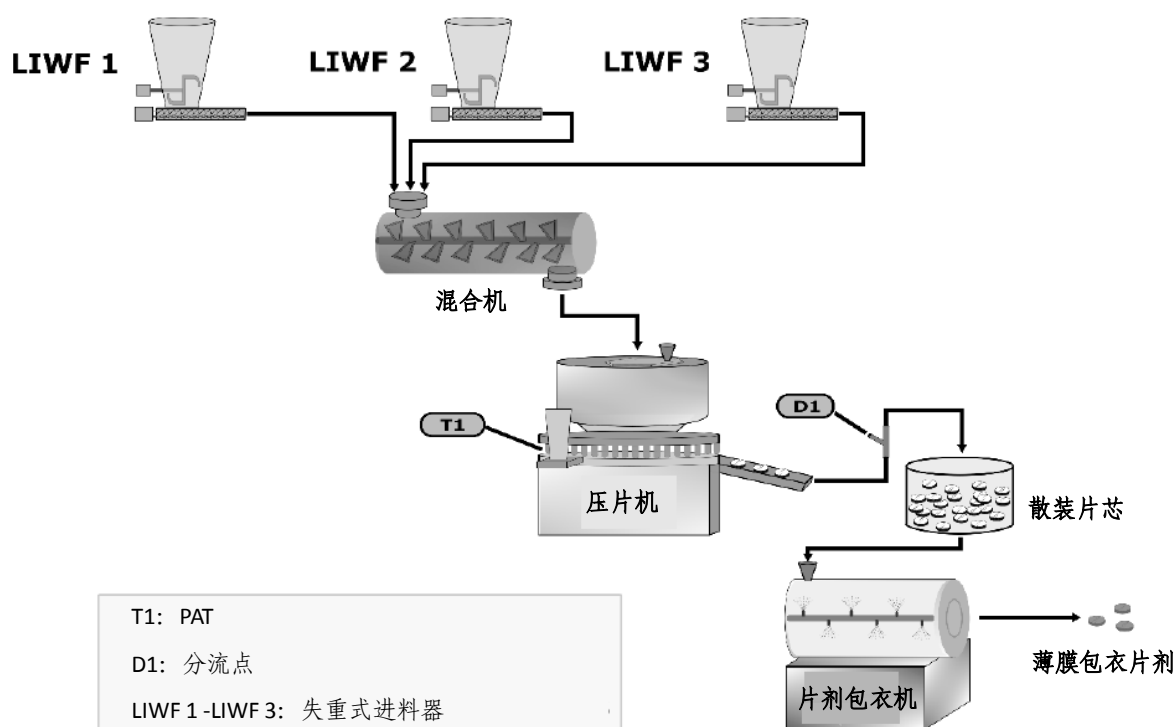 LIWF 1
LIWF 2
LIWF 3
混合机
T1
D1
压片机
散装片芯
片剂包衣机
薄膜包衣片剂
T1: PAT
D1: 分流点
LIWF 1 -LIWF 3: 失重式进料器